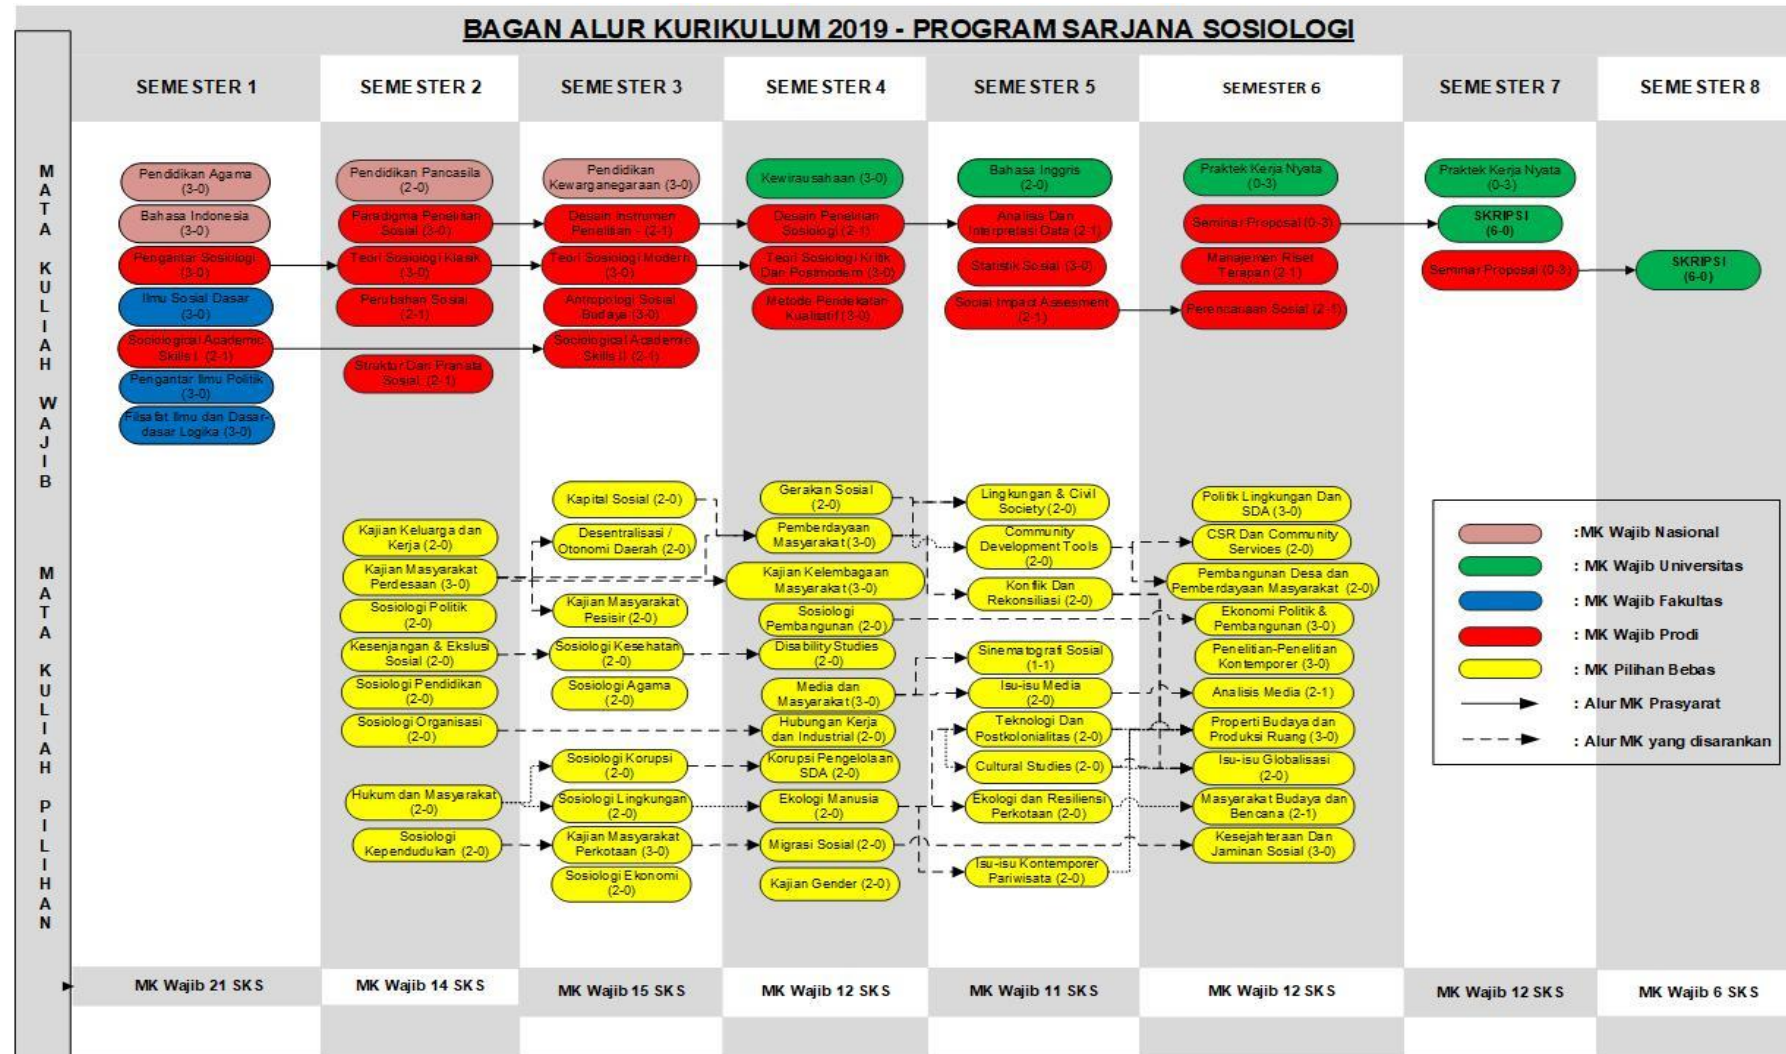 BAGAN ALUR KURIKULUM 2019 - PROGRAM SARJANA SOSIOLOGI
SEMESTER 1
SEMESTER 2
SEMESTER 3
SEMESTER 4
SEMESTER 5
SEMESTER 6
SEMESTER 7
SEMESTER 8
MATA KULIAH WAJIB
Pendidikan Agama
(3-0)
Bahasa Indonesia
(3-0)
Pengantar Sosiologi
(3-0)
Ilmu Sosial Dasar
(3-0)
Sociological Academic
Skills I (2-1)
Pengantar Ilmu Politik
(3-0)
Filsafat Ilmu dan Dasar-
dasar Logika (3-0)
Pendidikan Pancasila
(2-0)
Paradigma Penelitian
Sosial (3-0)
Teori Sosiologi Klasik
(3-0)
Perubahan Sosial
(2-1)
Struktur Dan Pranata
Sosial (2-1)
Pendidikan
Kewarganegaraan (3-0)
Desain Instrumen
Penelitian - (2-1)
Teori Sosiologi Modern
(3-0)
Antropologi Sosial
Budaya (3-0)
Sociological Academic
Skills II (2-1)
Kewirausahaan (3-0)
Desain Penelitian
Sosiologi (2-1)
Teori Sosiologi Kritik
Dan Postmodern (3-0)
Metode Pendekatan
Kualitatif (3-0)
Bahasa Inggris
(2-0)
Analisis Dan
Interpretasi Data (2-1)
Statistik Sosial (3-0)
Social Impact Assesment
(2-1)
Praktek Kerja Nyata
(0-3)
Seminar Proposal (0-3)
Manajemen Riset
Terapan (2-1)
Perencanaan Sosial (2-1)
Praktek Kerja Nyata
(0-3)
SKRIPSI
(6-0)
Seminar Proposal (0-3)
SKRIPSI
(6-0)
MATA KULIAH PILIHAN
Kajian Keluarga dan
Kerja (2-0)
Kajian Masyarakat
Perdesaan (3-0)
Sosiologi Politik
(2-0)
Kesenjangan & Ekslusi
Sosial (2-0)
Sosiologi Pendidikan
(2-0)
Sosiologi Organisasi
(2-0)
Hukum dan Masyarakat
(2-0)
Sosiologi
Kependudukan (2-0)
Kapital Sosial (2-0)
Desentralisasi /
Otonomi Daerah (2-0)
Kajian Masyarakat
Pesisir (2-0)
Sosiologi Kesehatan
(2-0)
Sosiologi Agama
(2-0)
Sosiologi Korupsi
(2-0)
Sosiologi Lingkungan
(2-0)
Kajian Masyarakat
Perkotaan (3-0)
Sosiologi Ekonomi
(2-0)
Gerakan Sosial
(2-0)
Pemberdayaan
Masyarakat (3-0)
Kajian Kelembagaan
Masyarakat (3-0)
Sosiologi
Pembangunan (2-0)
Disability Studies
(2-0)
Media dan
Masyarakat (3-0)
Hubungan Kerja
dan Industrial (2-0)
Korupsi Pengelolaan
SDA (2-0)
Ekologi Manusia
(2-0)
Migrasi Sosial (2-0)
Kajian Gender (2-0)
Lingkungan & Civil
Society (2-0)
Community
Development Tools
(2-0)
Konflik Dan
Rekonsiliasi (2-0)
Sinematografi Sosial
(1-1)
Isu-isu Media
(2-0)
Teknologi Dan
Postkolonialitas (2-0)
Cultural Studies (2-0)
Ekologi dan Resiliensi
Perkotaan (2-0)
Isu-isu Kontemporer
Pariwisata (2-0)
Politik Lingkungan Dan
SDA (3-0)
CSR Dan Community
Services (2-0)
Pembangunan Desa dan
Pemberdayaan Masyarakat (2-0)
Ekonomi Politik &
Pembangunan (3-0)
Penelitian-Penelitian
Kontemporer (3-0)
Analisis Media (2-1)
Properti Budaya dan
Produksi Ruang (3-0)
Isu-isu Globalisasi
(2-0)
Masyarakat Budaya dan
Bencana (2-1)
Kesejahteraan Dan
Jaminan Sosial (3-0)
:MK Wajib Nasional
: MK Wajib Universitas
: MK Wajib Fakultas
: MK Wajib Prodi
: MK Pilihan Bebas
: Alur MK Prasyarat
: Alur MK yang disarankan
MK Wajib 21 SKS
MK Wajib 14 SKS
MK Wajib 15 SKS
MK Wajib 12 SKS
MK Wajib 11 SKS
MK Wajib 12 SKS
MK Wajib 12 SKS
MK Wajib 6 SKS